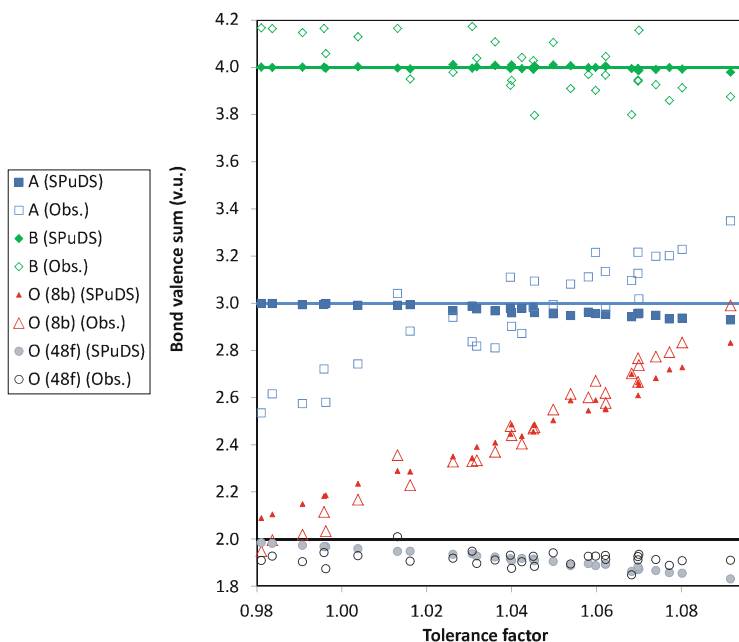 4.2
4.0
3.8
3.6
3.4
3.2
3.0
2.8
2.6
2.4
2.2
2.0
1.8
0.98
1.00
1.02
1.04
1.06
1.08
Tolerance factor
Bond valence sum (v.u.)
A (SPuDS)
A (Obs.)
B (SPuDS)
B (Obs.)
O (8b) (SPuDS)
O (8b) (Obs.)
O (48f) (SPuDS)
O (48f) (Obs.)